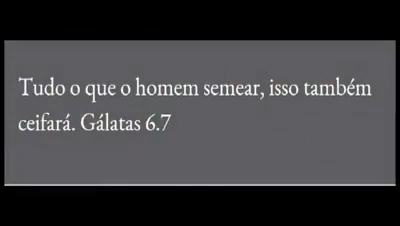 Tudo o que o homem semear, isso também
ceifará. Gálatas 6.7